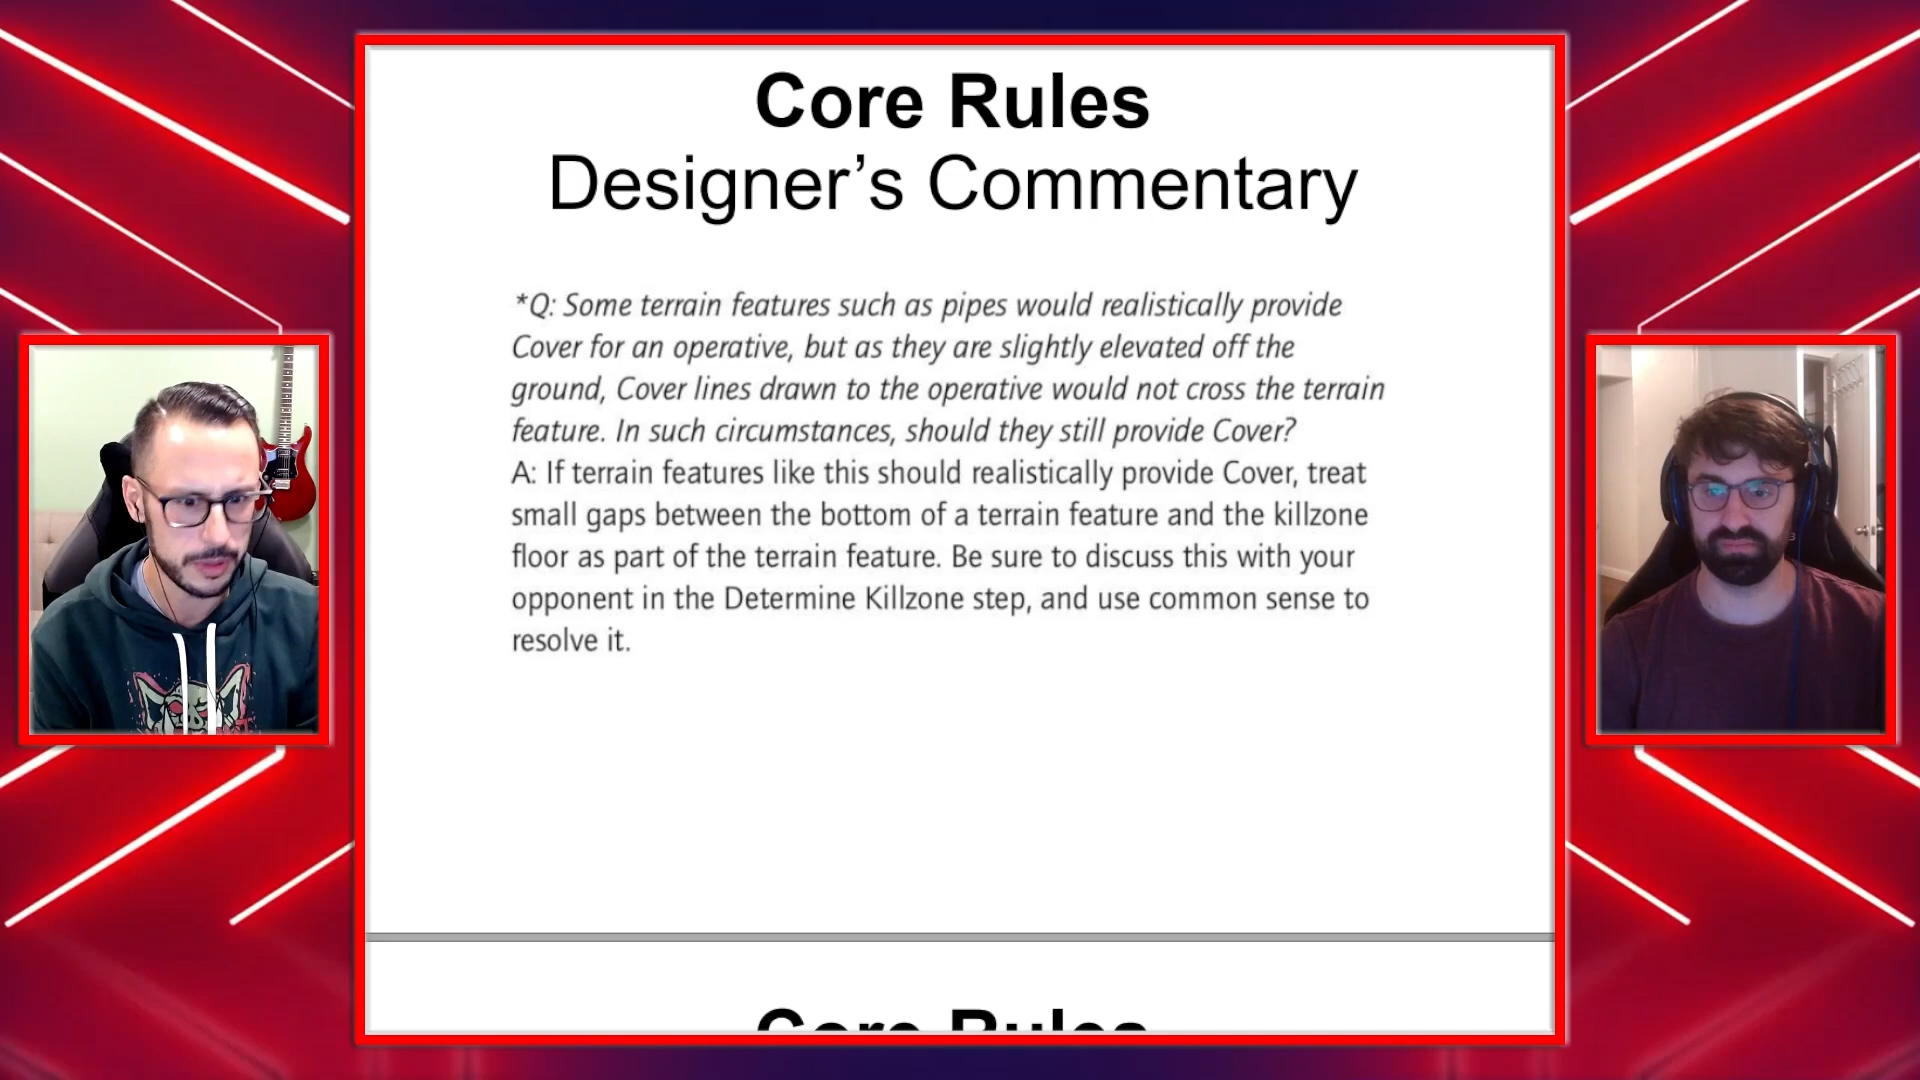 Core Rules
Designer’s Commentary
*Q: Some terrain features such as pipes would realistically provide
Cover for an operative, but as they are slightly elevated off the
ground, Cover lines drawn to the operative would not cross the terrain
feature. In such circumstances, should they still provide Cover?
A: If terrain features like this should realistically provide Cover, treat
small gaps between the bottom of a terrain feature and the killzone
floor as part of the terrain feature. Be sure to discuss this with your
opponent in the Determine Killzone step, and use common sense to
resolve it.
Core Rules